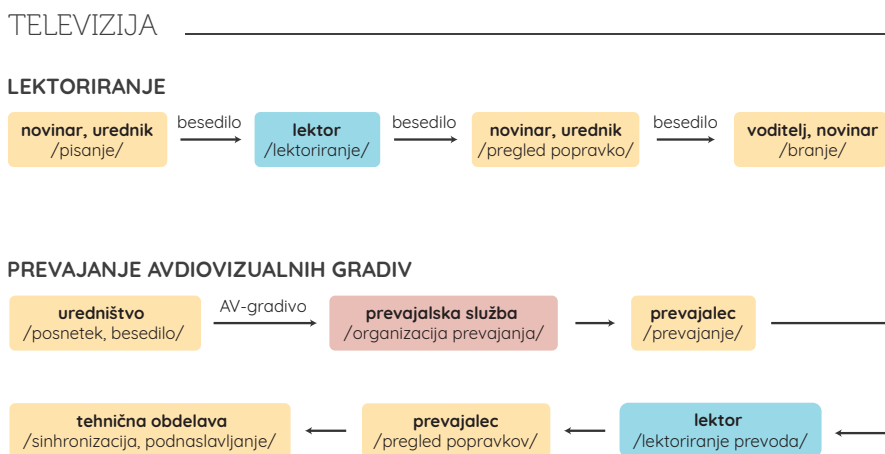 TELEVIZIJA
LEKTORIRANJE
novinar, urednik
/pisanje/
besedilo
lektor
/lektoriranje/
besedilo
novinar, urednik
/pregled popravko/
besedilo
voditelj, novinar
/branje/
PREVAJANJE AVDIOVIZUALNIH GRADIV
uredništvo
/posnetek, besedilo/
AV-gradivo
prevajalska služba
/organizacija prevajanja/
prevajalec
/prevajanje/
lektor
/lektoriranje prevoda/
prevajalec
/pregled popravkov/
tehnična obdelava
/sinhronizacija, podnaslavljanje/